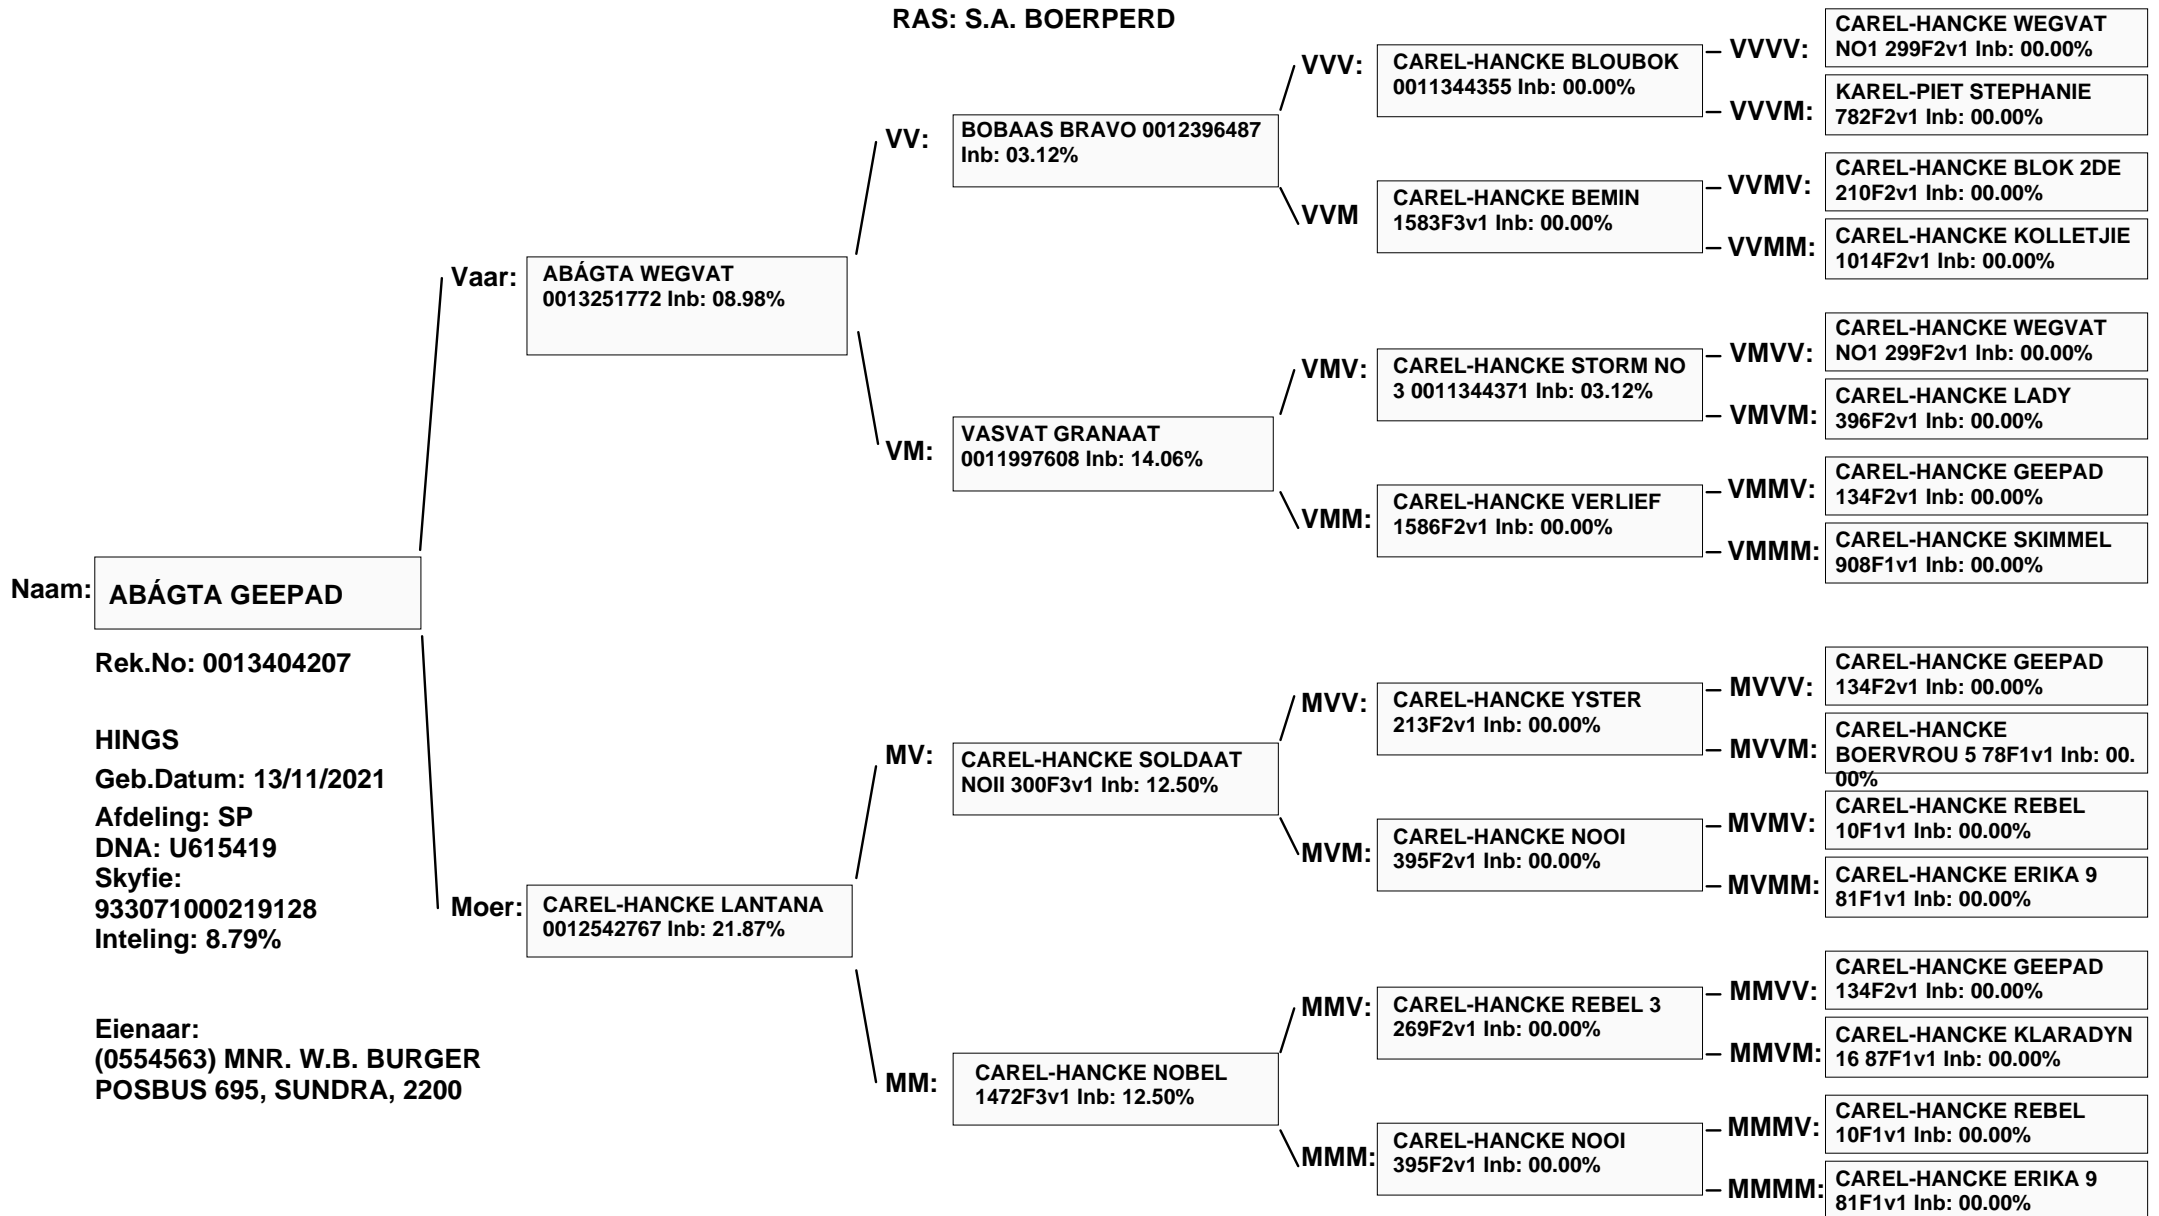 RAS: S.A. BOERPERD
Naam:
ABÁGTA GEEPAD
Rek.No: 0013404207
HINGS
Geb.Datum: 13/11/2021
Afdeling: SP
DNA: U615419
Skyfie:
933071000219128
Inteling: 8.79%
Eienaar:
(0554563) MNR. W.B. BURGER
POSBUS 695, SUNDRA, 2200
Vaar:
ABÁGTA WEGVAT
0013251772 Inb: 08.98%
Moer:
CAREL-HANCKE LANTANA
0012542767 Inb: 21.87%
VV:
BOBAAS BRAVO 0012396487
Inb: 03.12%
VM:
VASVAT GRANAAT
0011997608 Inb: 14.06%
MV:
CAREL-HANCKE SOLDAAT
NOII 300F3v1 Inb: 12.50%
MM:
CAREL-HANCKE NOBEL
1472F3v1 Inb: 12.50%
VVV:
CAREL-HANCKE BLOUBOK
0011344355 Inb: 00.00%
VVM
CAREL-HANCKE BEMIN
1583F3v1 Inb: 00.00%
VMV:
CAREL-HANCKE STORM NO
3 0011344371 Inb: 03.12%
VMM:
CAREL-HANCKE VERLIEF
1586F2v1 Inb: 00.00%
MVV:
CAREL-HANCKE YSTER
213F2v1 Inb: 00.00%
MVM:
CAREL-HANCKE NOOI
395F2v1 Inb: 00.00%
MMV:
CAREL-HANCKE REBEL 3
269F2v1 Inb: 00.00%
MMM:
CAREL-HANCKE NOOI
395F2v1 Inb: 00.00%
VVVV:
CAREL-HANCKE WEGVAT
NO1 299F2v1 Inb: 00.00%
VVVM:
KAREL-PIET STEPHANIE
782F2v1 Inb: 00.00%
VVMV:
CAREL-HANCKE BLOK 2DE
210F2v1 Inb: 00.00%
VVMM:
CAREL-HANCKE KOLLETJIE
1014F2v1 Inb: 00.00%
VMVV:
CAREL-HANCKE WEGVAT
NO1 299F2v1 Inb: 00.00%
VMVM:
CAREL-HANCKE LADY
396F2v1 Inb: 00.00%
VMMV:
CAREL-HANCKE GEEPAD
134F2v1 Inb: 00.00%
VMMM:
CAREL-HANCKE SKIMMEL
908F1v1 Inb: 00.00%
MVVV:
CAREL-HANCKE GEEPAD
134F2v1 Inb: 00.00%
MVVM:
CAREL-HANCKE
BOERVROU 5 78F1v1 Inb: 00.
00%
MVMV:
CAREL-HANCKE REBEL
10F1v1 Inb: 00.00%
MVMM:
CAREL-HANCKE ERIKA 9
81F1v1 Inb: 00.00%
MMVV:
CAREL-HANCKE GEEPAD
134F2v1 Inb: 00.00%
MMVM:
CAREL-HANCKE KLARADYN
16 87F1v1 Inb: 00.00%
MMMV:
CAREL-HANCKE REBEL
10F1v1 Inb: 00.00%
MMMM:
CAREL-HANCKE ERIKA 9
81F1v1 Inb: 00.00%